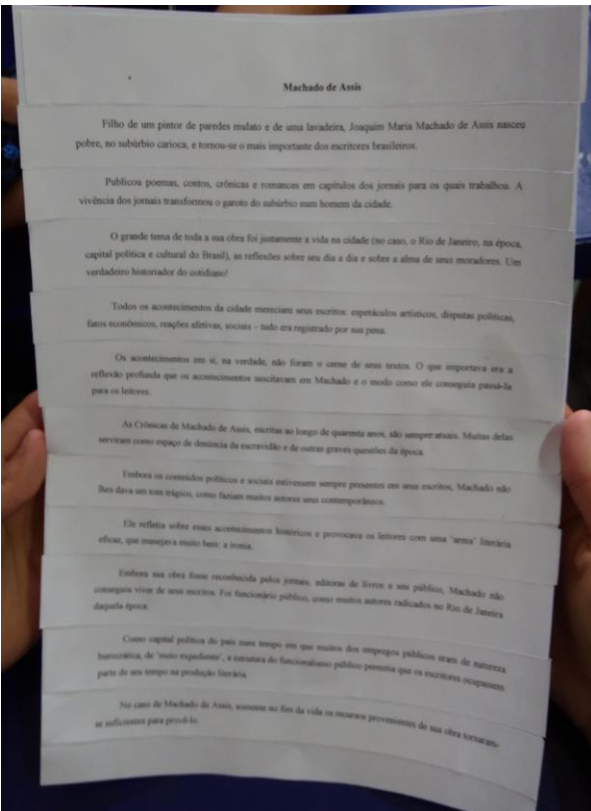 Machado de Assis
Filho de um pintor de paredes mulato e de uma lavadeira, Joaquim Maria Machado de Assis nasceu
pobre, no subúrbio carioca, e tornou-se o mais importante dos escritores brasileiros.
Publicou poemas, contos, crônicas e romances em capítulos dos jornais para os quais trabalhou. A
vivência dos jornais transformou o garoto do subúrbio num homem da cidade.
O grande tema de toda a sua obra foi justamente a vida na cidade (no caso, o Rio de Janeiro, na época,
capital política e cultural do Brasil), as reflexões sobre seu dia a dia e sobre a alma de seus moradores. Um
verdadeiro historiador do cotidiano!
Todos os acontecimentos da cidade mereciam seus escritos: espetáculos artísticos, disputas políticas,
fatos econômicos, reações afetivas, sociais – tudo era registrado por sua pena.
Os acontecimentos em si, na verdade, não foram o cerne de seus textos. O que importava era a
reflexão profunda que os acontecimentos suscitavam em Machado e o modo como ele conseguia passá-la
para os leitores.
As Crônicas de Machado de Assis, escritas ao longo de quarenta anos, são sempre atuais. Muitas delas
serviram como espaço de denúncia da escravidão e de outras graves questões da época.
Embora os conteúdos políticos e sociais estivessem sempre presentes em seus escritos, Machado não
lhes dava um tom trágico, como faziam muitos autores seus contemporâneos.
Ele refletia sobre esses acontecimentos históricos e provocava os leitores com uma 'arma' literária
eficaz, que manejava muito bem: a ironia.
Embora sua obra fosse reconhecida pelos jornais, editoras de livros e seu público, Machado não
conseguia viver de seus escritos. Foi funcionário público, como muitos autores radicados no Rio de Janeiro
daquela época.
Como capital política do país num tempo em que muitos dos empregos públicos eram de natureza
burocrática, de 'meio expediente', a estrutura do funcionalismo público permitia que os escritores ocupassem
parte de seu tempo na produção literária.
No caso de Machado de Assis, somente no fim da vida os recursos provenientes de sua obra tornaram-
se suficientes para provê-lo.